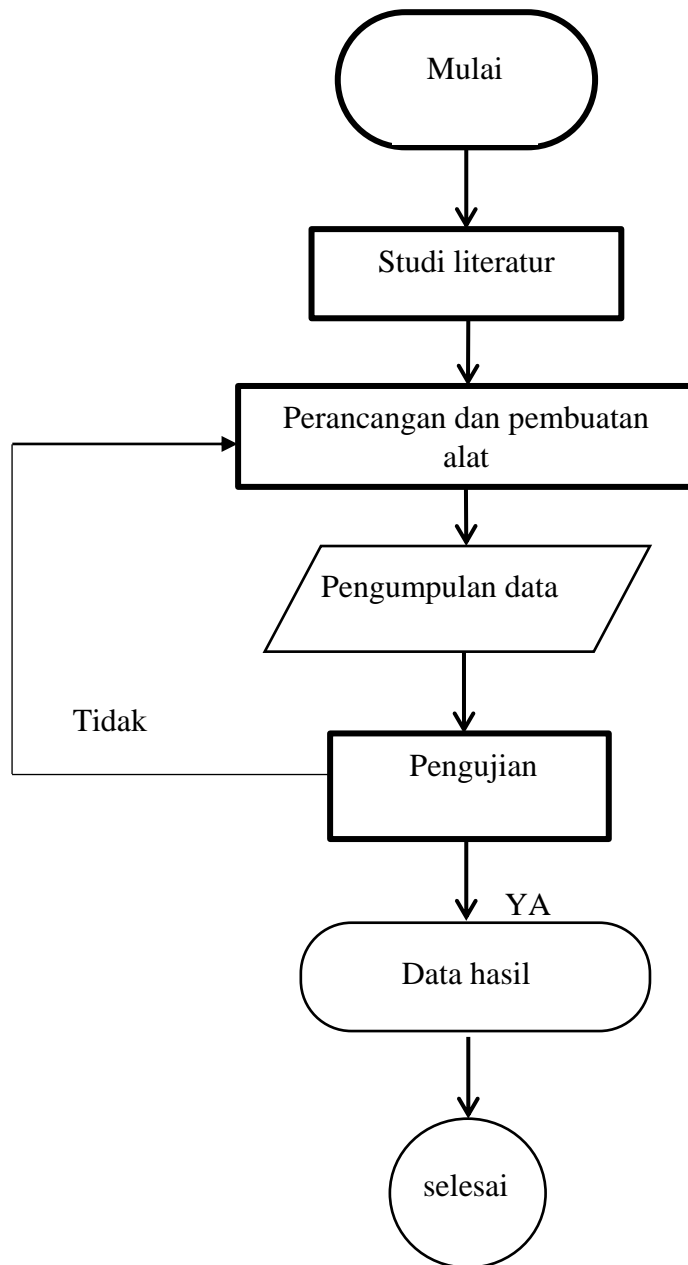 Mulai
Studi literatur
Perancangan dan pembuatan
alat
Pengumpulan data
Tidak
Pengujian
YA
Data hasil
selesai